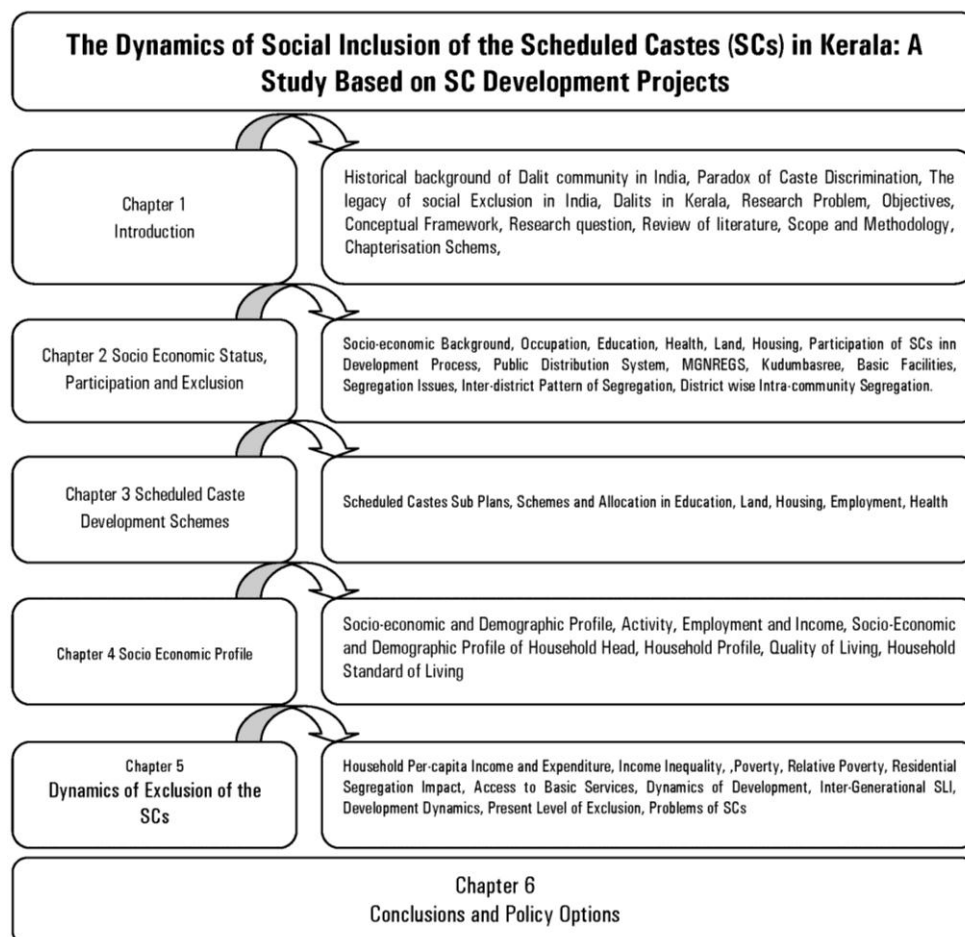 The Dynamics of Social Inclusion of the Scheduled Castes (SCs) in Kerala: A
Study Based on SC Development Projects
Chapter 1
Introduction
Historical background of Dalit community in India, Paradox of Caste Discrimination, The
legacy of social Exclusion in India, Dalits in Kerala, Research Problem, Objectives,
Conceptual Framework, Research question, Review of literature, Scope and Methodology,
Chapterisation Schems,
Chapter 2 Socio Economic Status,
Participation and Exclusion
Socio-economic Background, Occupation, Education, Health, Land, Housing, Participation of SCs inn
Development Process, Public Distribution System, MGNREGS, Kudumbasree, Basic Facilities,
Segregation Issues, Inter-district Pattern of Segregation, District wise Intra-community Segregation.
Chapter 3 Scheduled Caste
Development Schemes
Scheduled Castes Sub Plans, Schemes and Allocation in Education, Land, Housing, Employment, Health
Chapter 4 Socio Economic Profile
Socio-economic and Demographic Profile, Activity, Employment and Income, Socio-Economic
and Demographic Profile of Household Head, Household Profile, Quality of Living, Household
Standard of Living
Chapter 5
Dynamics of Exclusion of the
SCs
Household Per-capita Income and Expenditure, Income Inequality, ,Poverty, Relative Poverty, Residential
Segregation Impact, Access to Basic Services, Dynamics of Development, Inter-Generational SLI,
Development Dynamics, Present Level of Exclusion, Problems of SCs
Chapter 6
Conclusions and Policy Options